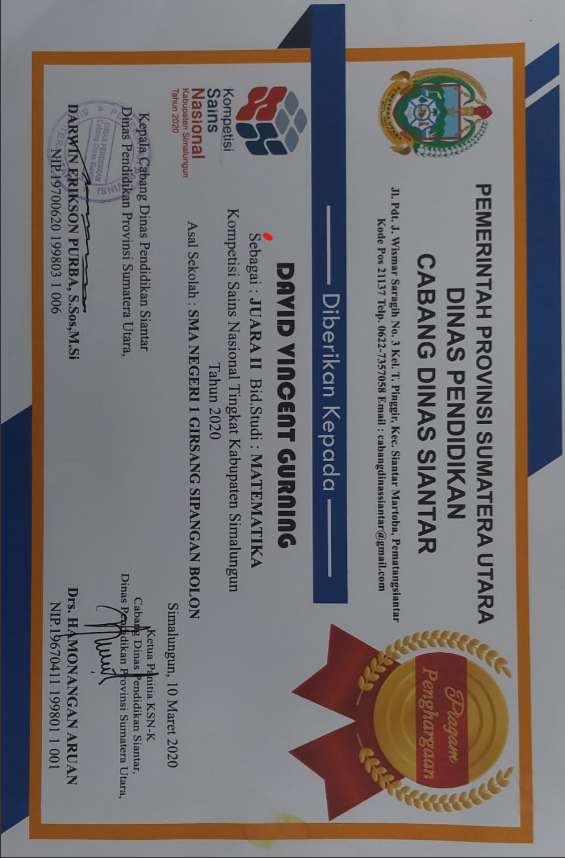 PEMERINTAH PROVINSI SUMATERA UTARA
DINAS PENDIDIKAN
CABANG DINAS SIANTAR
Jl. Pdt. J. Wismar Saragih No. 3 Kel. T. Pinggir, Kec. Siantar Martoba, Pematangsiantar
Kode Pos 21137 Telp. 0622-7357058 Email : cabangdinassiantar@gmail.com
Piagam
Penghargaan
Diberikan Kepada
DAVID VINCENT GURNING
Sebagai : JUARA II Bid.Studi : MATEMATIKA
Kompetisi Sains Nasional Tingkat Kabupaten Simalungun
Tahun 2020
Asal Sekolah : SMA NEGERI 1 GIRSANG SIPANGAN BOLON
Kompetisi
Sains
Nasional
Kabupaten Simalungun
Tahun 2020
Simalungun, 10 Maret 2020
Kepala Cabang Dinas Pendidikan Siantar
Dinas Pendidikan Provinsi Sumatera Utara,
DARWIN ERIKSON PURBA, S.Sos,M.Si
NIP.19700620 199803 1 006
Ketua Panitia KSN-K
Cabang Dinas Pendidikan Siantar,
Dinas Pendidikan Provinsi Sumatera Utara,
Drs. HAMONANGAN ARUAN
NIP.19670411 199801 1 001